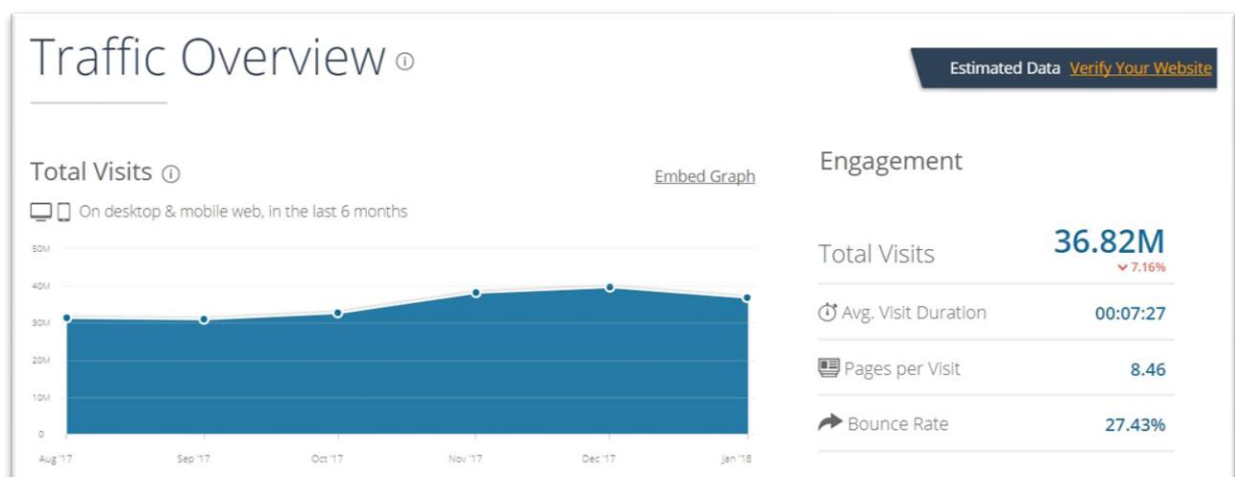 Traffic Overview
Estimated Data Verify Your Website
Total Visits
Embed Graph
On desktop & mobile web, in the last 6 months
50M
40M
30M
20M
10M
0
Aug'17 Sep '17 Oct '17 Nov '17 Dec '17 Jan '18
Engagement
Total Visits 36.82M
7.16%
Avg. Visit Duration 00:07:27
Pages per Visit 8.46
Bounce Rate 27.43%